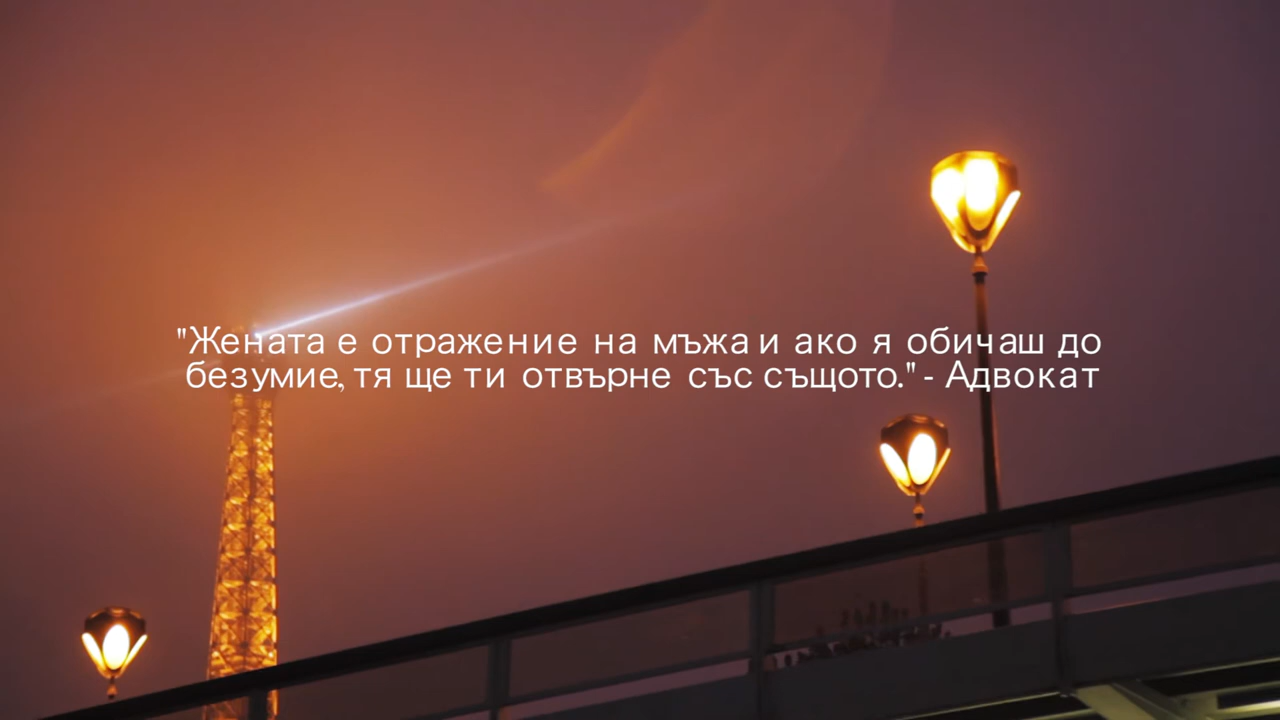 "Жената е отражение на мъжа и ако я обичаш до
безумие, тя ще ти отвърне със същото." - Адвокат